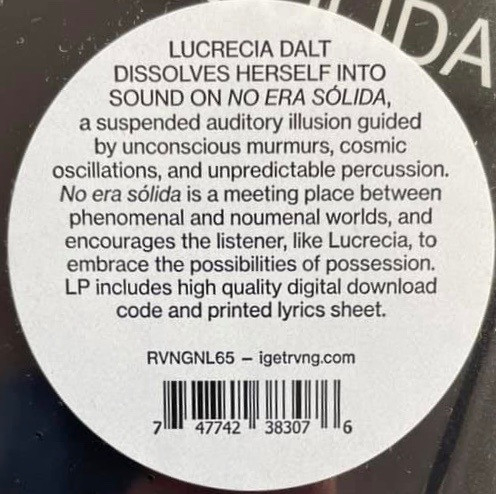 LIDA
LUCRECIA DALT
DISSOLVES HERSELF INTO
SOUND ON NO ERA SÓLIDA,
a suspended auditory illusion guided
by unconscious murmurs, cosmic
oscillations, and unpredictable percussion.
No era sólida is a meeting place between
phenomenal and noumenal worlds, and
encourages the listener, like Lucrecia, to
embrace the possibilities of possession.
LP includes high quality digital download
code and printed lyrics sheet.
RVNGNL65 – igetrvng.com
7 47742 38307 6